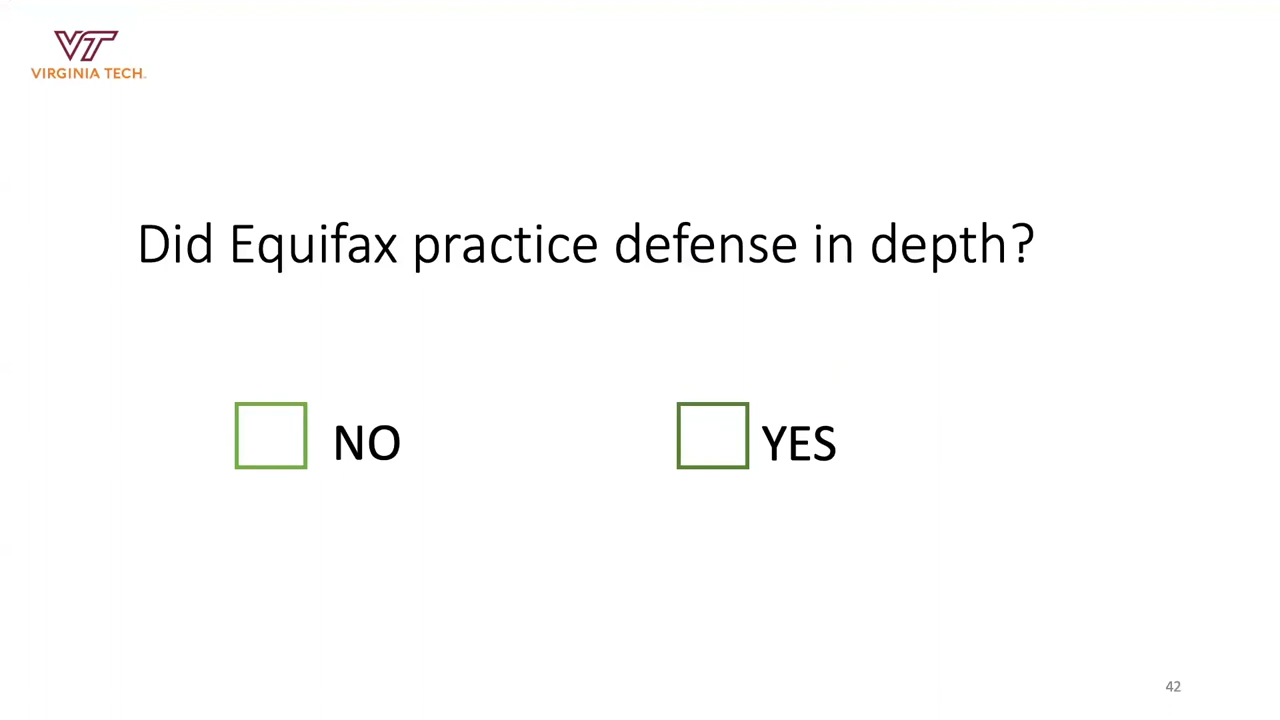 VT
VIRGINIA TECH.
Did Equifax practice defense in depth?
NO
YES
42